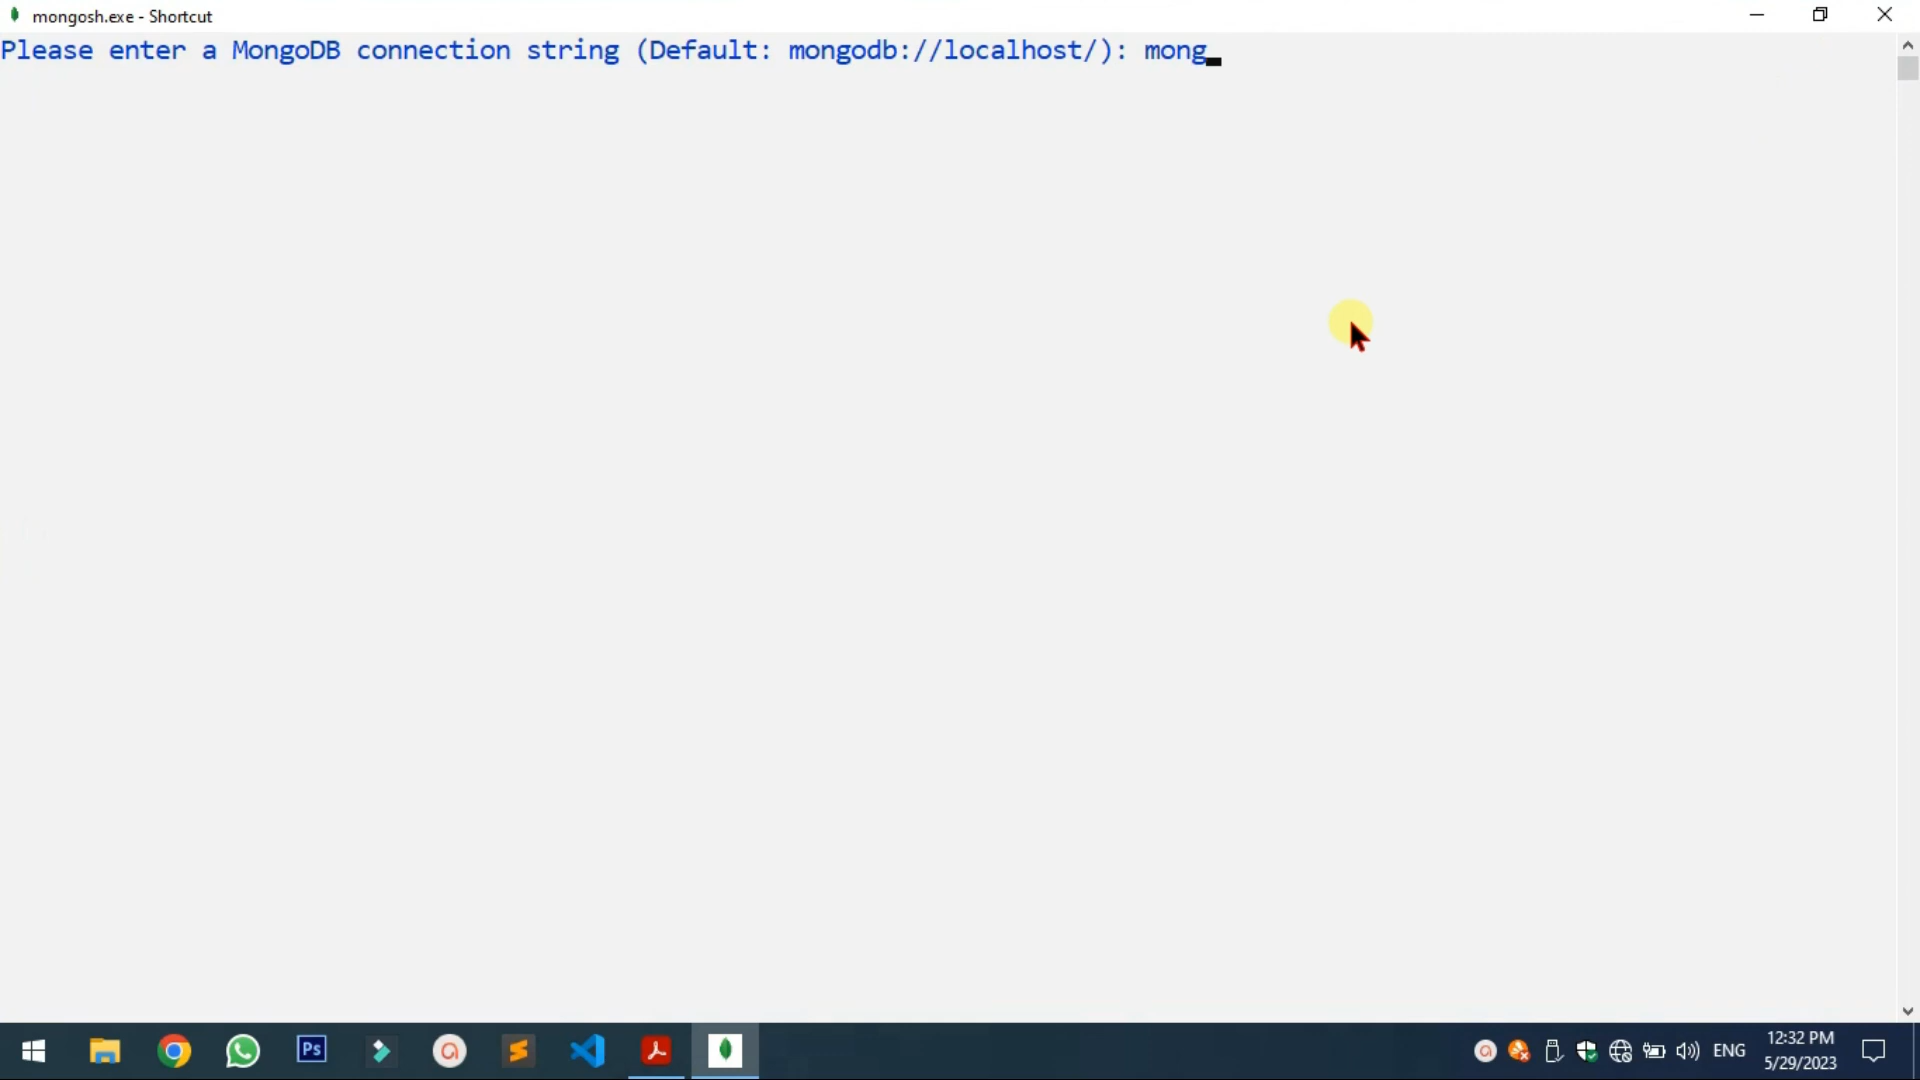 mongosh.exe - Shortcut
Please enter a MongoDB connection string (Default: mongodb://localhost/): mong
Ps
ENG
12:32 PM
5/29/2023